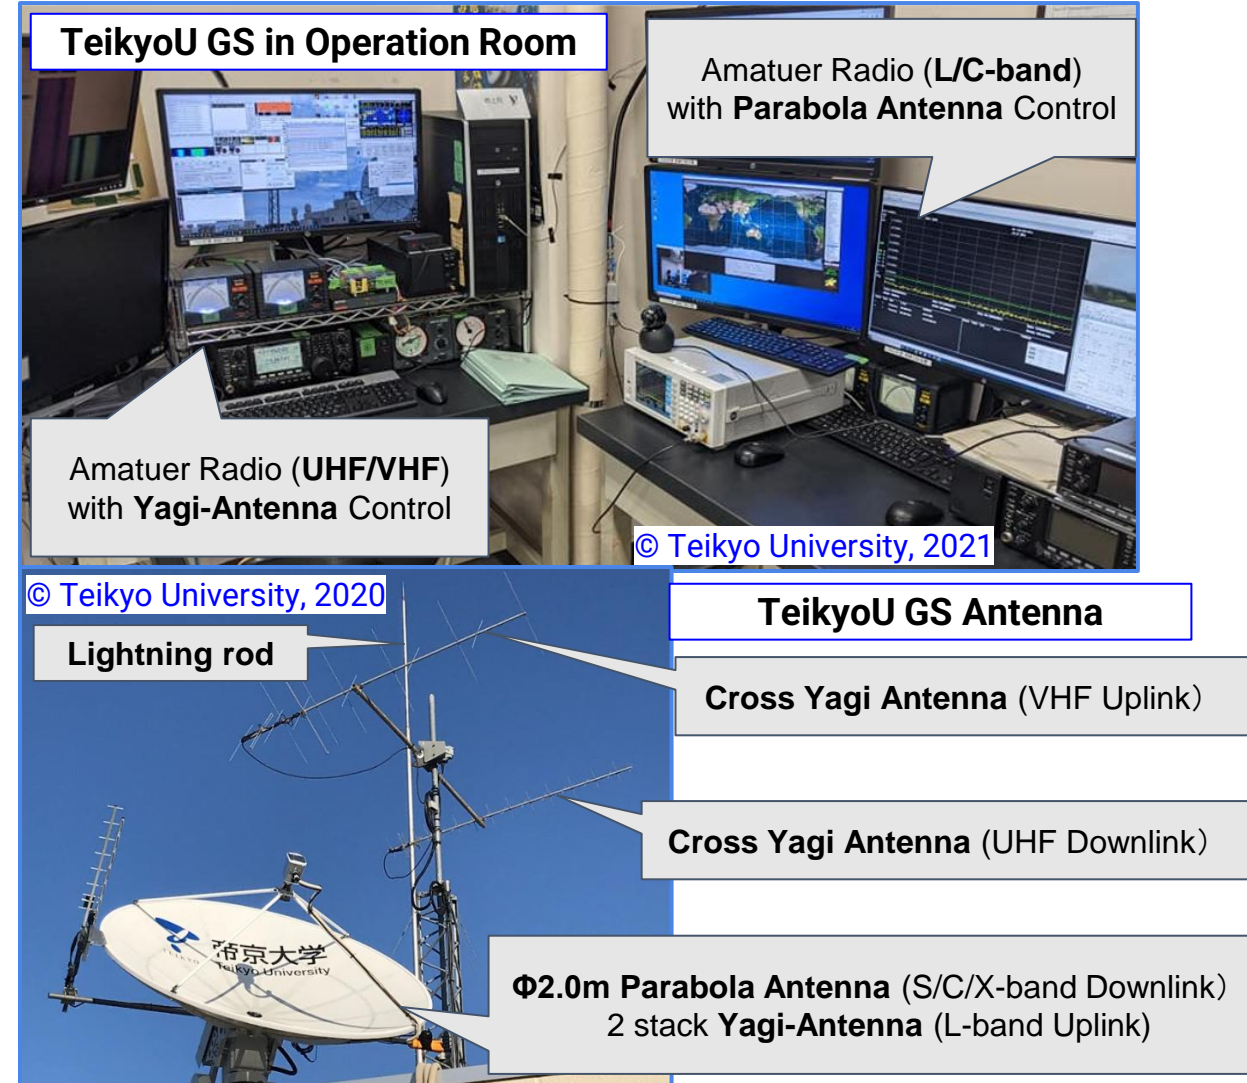 TeikyoU GS in Operation Room
Amatuer Radio (L/C-band)
with Parabola Antenna Control
Amatuer Radio (UHF/VHF)
with Yagi-Antenna Control
© Teikyo University, 2021
© Teikyo University, 2020
TeikyoU GS Antenna
Lightning rod
Cross Yagi Antenna (VHF Uplink）
Cross Yagi Antenna (UHF Downlink）
TEIKYO
帝京大学
Teikyo University
Φ2.0m Parabola Antenna (S/C/X-band Downlink）
2 stack Yagi-Antenna (L-band Uplink)